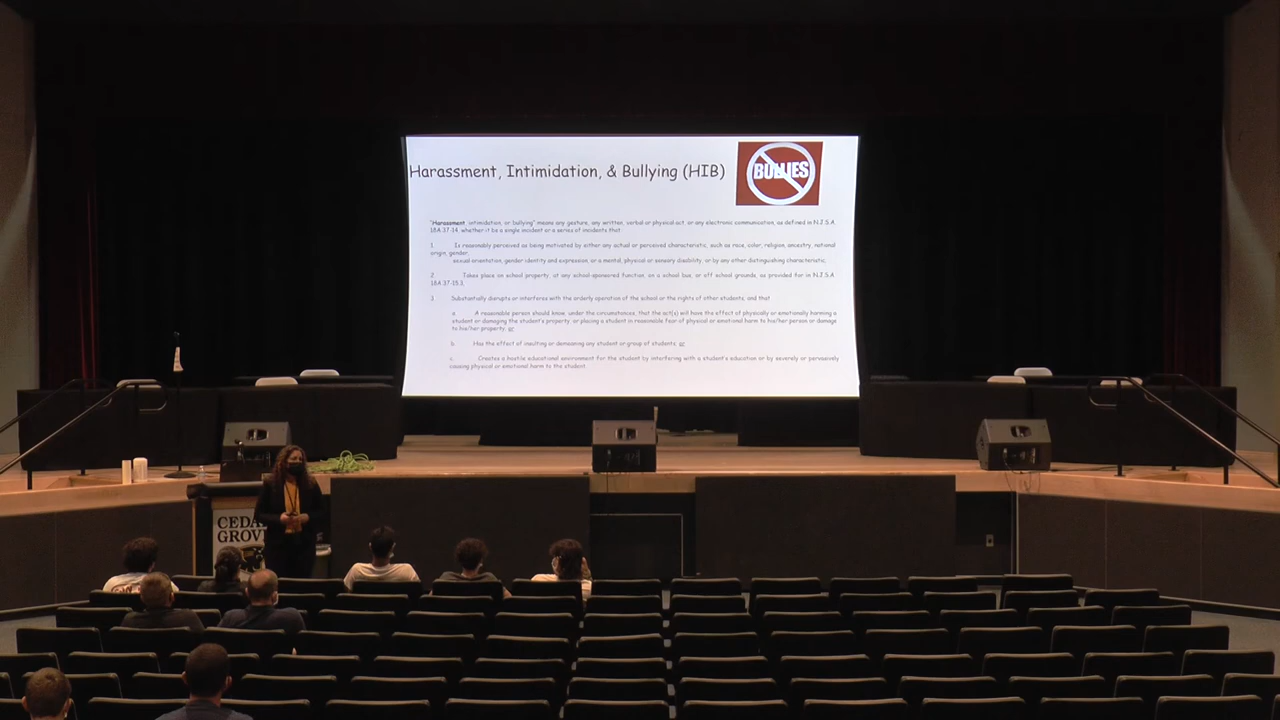 Harassment, Intimidation, & Bullying (HIB)
BULLIES
"Harassment, intimidation, or bullying" means any gesture, any written, verbal or physical act, or any electronic communication, as defined in N.J.S.A.
18A:37-14, whether it be a single incident or a series of incidents that:
1. Is reasonably perceived as being motivated by either any actual or perceived characteristic, such as race, color, religion, ancestry, national
origin, gender,
sexual orientation, gender identity and expression, or a mental, physical or sensory disability, or by any other distinguishing characteristic;
2. Takes place on school property, at any school-sponsored function, on a school bus, or off school grounds, as provided for in N.J.S.A.
18A:37-15.3,
3. Substantially disrupts or interferes with the orderly operation of the school or the rights of other students, and that
a. A reasonable person should know, under the circumstances, that the act(s) will have the effect of physically or emotionally harming a
student or damaging the student's property, or placing a student in reasonable fear of physical or emotional harm to his/her person or damage
to his/her property; or
b. Has the effect of insulting or demeaning any student or group of students; or
c. Creates a hostile educational environment for the student by interfering with a student's education or by severely or pervasively
causing physical or emotional harm to the student.
CEDA
GROV